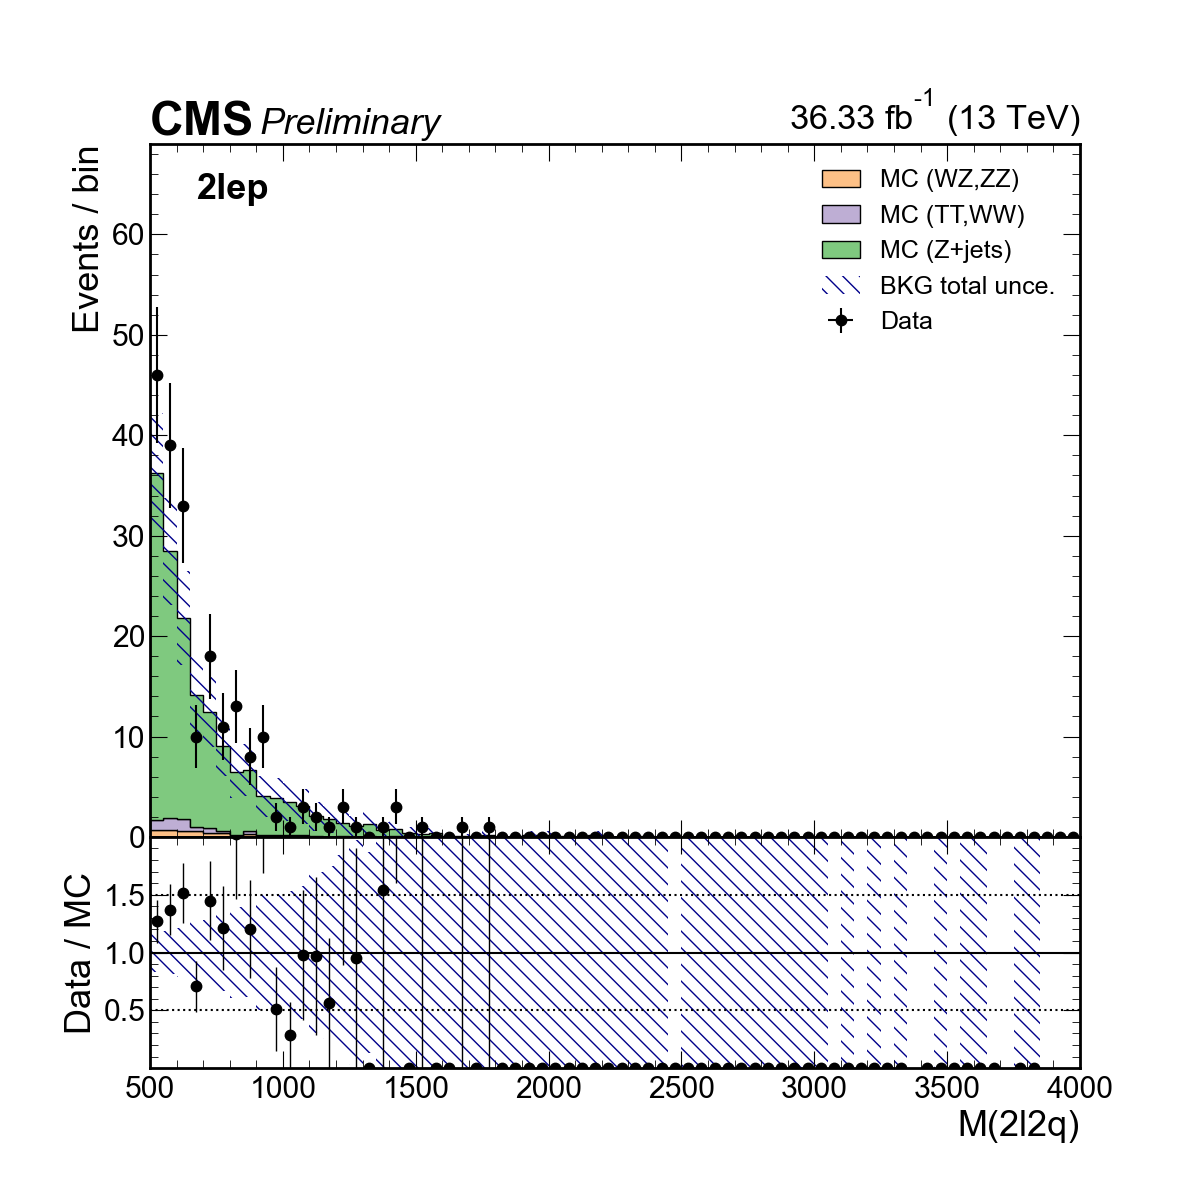 CMS Preliminary 36.33 fb-1 (13 TeV)
Events / bin
2lep
MC (WZ,ZZ)
MC (TT,WW)
MC (Z+jets)
BKG total unce.
Data
60
50
40
30
20
10
0
Data / MC
1.5
1.0
0.5
500 1000 1500 2000 2500 3000 3500 4000
M(2l2q)